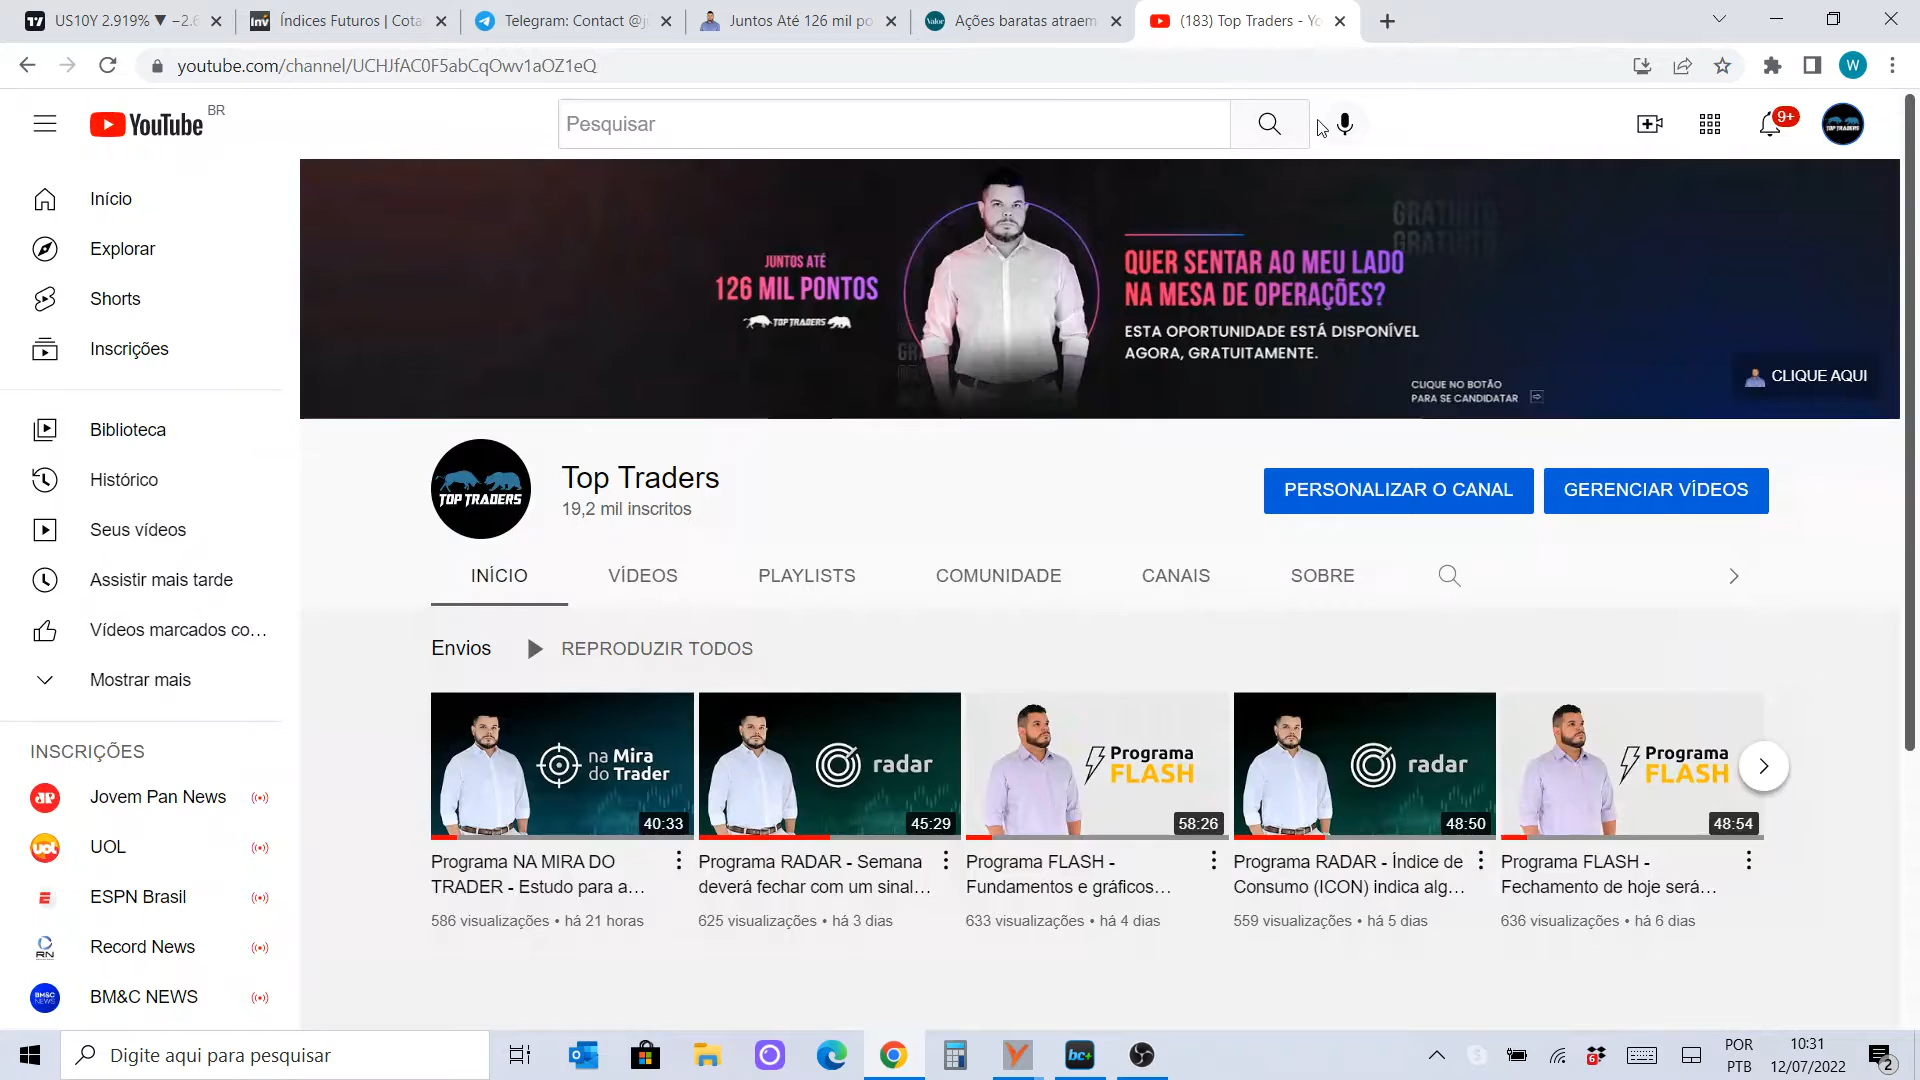 US10Y 2.919% ▼ −2.6
Índices Futuros | Cota
Telegram: Contact @j
Juntos Até 126 mil po
Ações baratas atraem
(183) Top Traders - Yo
youtube.com/channel/UCHJfAC0F5abCqOwv1aOZ1eQ
W
YouTube
BR
Pesquisar
9+
Início
Explorar
Shorts
Inscrições
Biblioteca
Histórico
Seus vídeos
Assistir mais tarde
Vídeos marcados co...
Mostrar mais
INSCRIÇÕES
Jovem Pan News
UOL
ESPN Brasil
Record News
BM&C NEWS
JUNTOS ATÉ
126 MIL PONTOS
TOP TRADERS
GRATUITO
GRATUITO
QUER SENTAR AO MEU LADO
NA MESA DE OPERAÇÕES?
ESTA OPORTUNIDADE ESTÁ DISPONÍVEL
AGORA, GRATUITAMENTE.
CLIQUE NO BOTÃO
PARA SE CANDIDATAR
CLIQUE AQUI
TOP TRADERS
Top Traders
19,2 mil inscritos
PERSONALIZAR O CANAL
GERENCIAR VÍDEOS
INÍCIO
VÍDEOS
PLAYLISTS
COMUNIDADE
CANAIS
SOBRE
Envios
REPRODUZIR TODOS
na Mira
do Trader
40:33
Programa NA MIRA DO
TRADER - Estudo para a...
586 visualizações • há 21 horas
radar
45:29
Programa RADAR - Semana
deverá fechar com um sinal...
625 visualizações • há 3 dias
Programa
FLASH
58:26
Programa FLASH -
Fundamentos e gráficos...
633 visualizações • há 4 dias
radar
48:50
Programa RADAR - Índice de
Consumo (ICON) indica alg...
559 visualizações • há 5 dias
Programa
FLASH
48:54
Programa FLASH -
Fechamento de hoje será...
636 visualizações • há 6 dias
Digite aqui para pesquisar
bc+
6
POR
PTB
10:31
12/07/2022
2